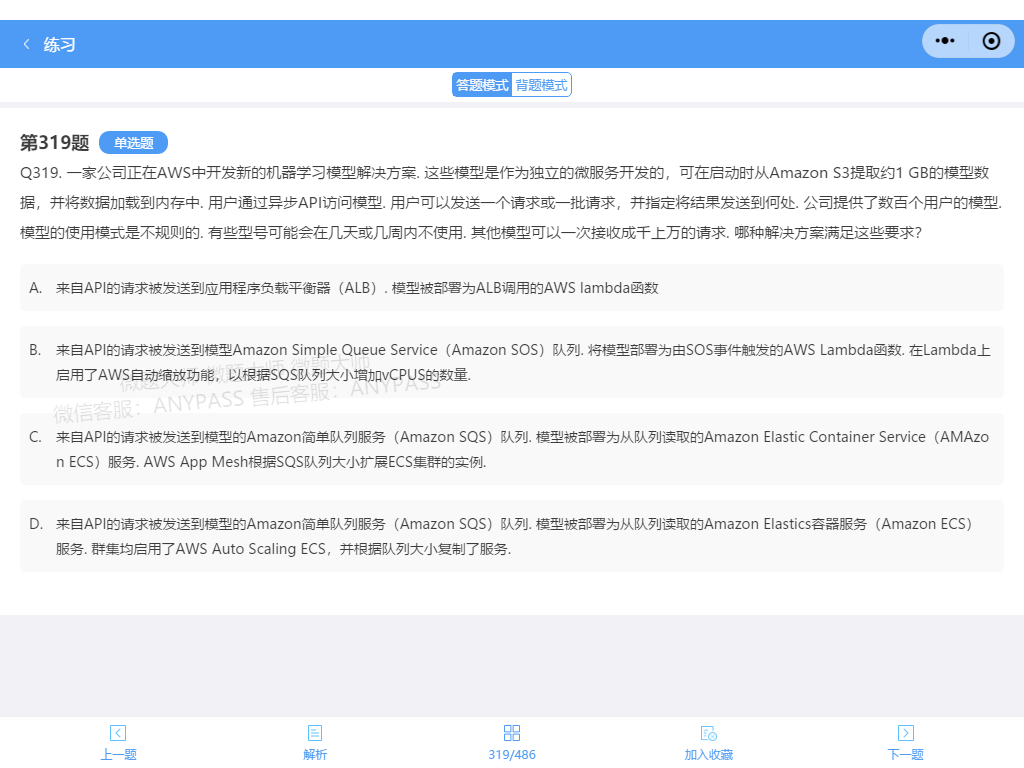 练习
答题模式 背题模式
第319题 单选题
Q319. 一家公司正在AWS中开发新的机器学习模型解决方案. 这些模型是作为独立的微服务开发的，可在启动时从Amazon S3提取约1 GB的模型数
据，并将数据加载到内存中. 用户通过异步API访问模型. 用户可以发送一个请求或一批请求，并指定将结果发送到何处. 公司提供了数百个用户的模型.
模型的使用模式是不规则的. 有些型号可能会在几天或几周内不使用. 其他模型可以一次接收成千上万的请求. 哪种解决方案满足这些要求？
A. 来自API的请求被发送到应用程序负载平衡器（ALB）. 模型被部署为ALB调用的AWS lambda函数
B. 来自API的请求被发送到模型Amazon Simple Queue Service（Amazon SOS）队列. 将模型部署为由SOS事件触发的AWS Lambda函数. 在Lambda上
启用了AWS自动缩放功能，以根据SQS队列大小增加vCPUS的数量.
微题大师 微题大师 微题大师
微信客服：ANYPASS 售后客服：ANYPASS
C. 来自API的请求被发送到模型的Amazon简单队列服务（Amazon SQS）队列. 模型被部署为从队列读取的Amazon Elastic Container Service（AMAzo
n ECS）服务. AWS App Mesh根据SQS队列大小扩展ECS集群的实例.
D. 来自API的请求被发送到模型的Amazon简单队列服务（Amazon SQS）队列. 模型被部署为从队列读取的Amazon Elastics容器服务（Amazon ECS）
服务. 群集均启用了AWS Auto Scaling ECS，并根据队列大小复制了服务.
上一题 解析 319/486 加入收藏 下一题